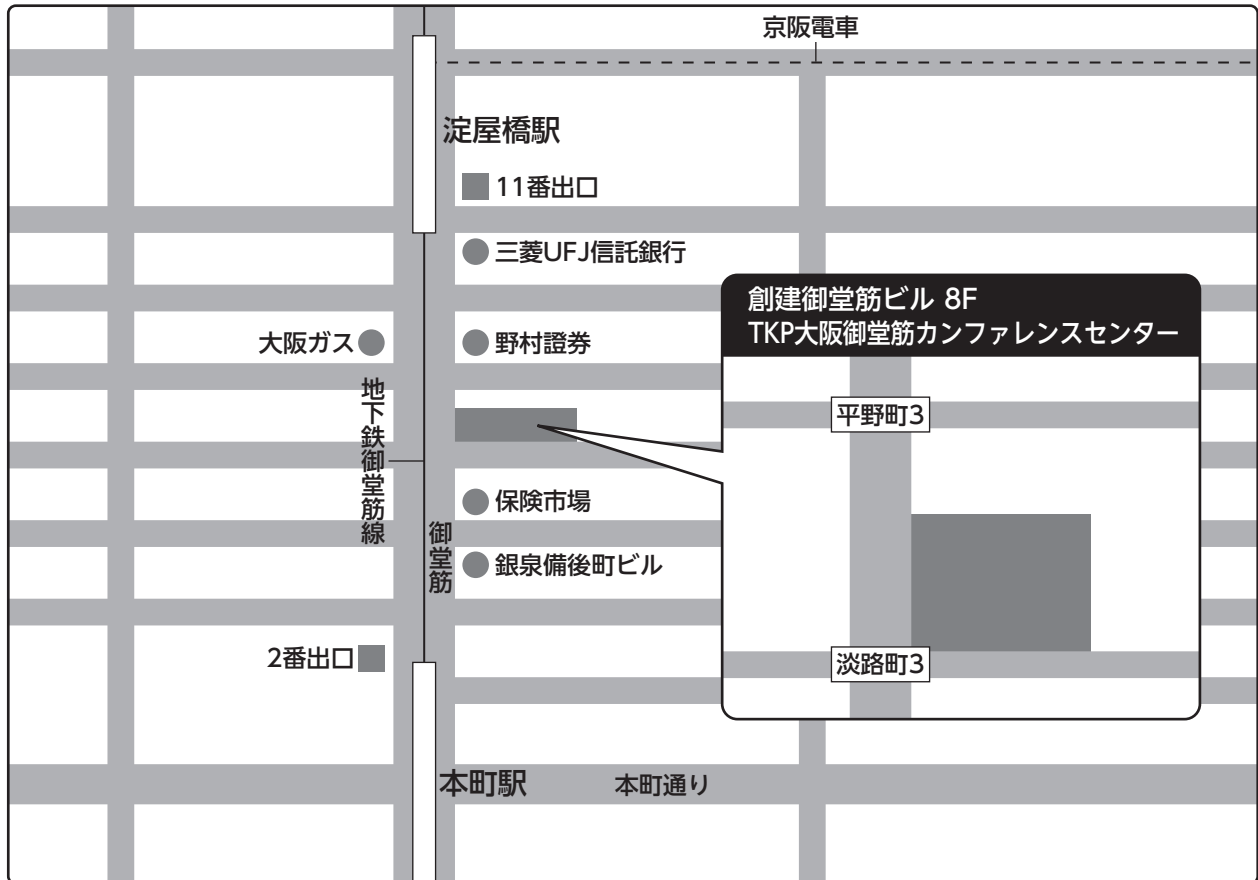 京阪電車
淀屋橋駅
11番出口
三菱UFJ信託銀行
創建御堂筋ビル 8F
TKP大阪御堂筋カンファレンスセンター
大阪ガス
野村證券
地下鉄御堂筋線
平野町3
保険市場
御堂筋
銀泉備後町ビル
2番出口
淡路町3
本町駅
本町通り